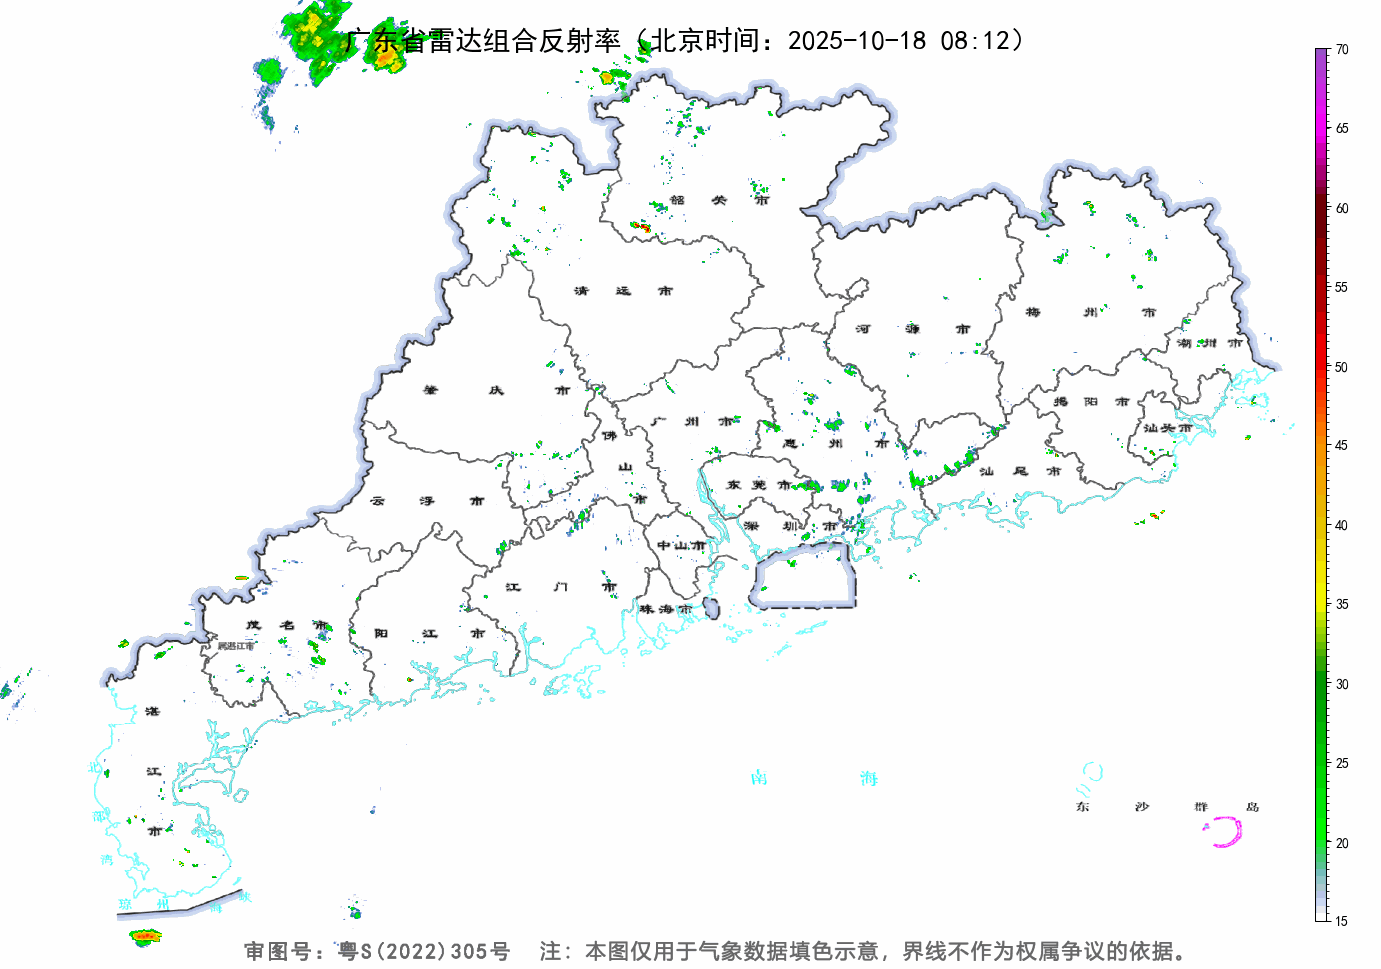 广东省雷达组合反射率（北京时间：2025-10-18 08:12）
70
65
60
55
50
45
40
35
30
25
20
15
韶关市
清远市
河源市
梅州市
潮州市
肇庆市
广州市
佛山市
惠州市
揭阳市
汕头市
汕尾市
云浮市
东莞市
深圳市
中山市
江门市
珠海市
茂名市
属湛江市
阳江市
湛江市
北部湾
南海
东沙群岛
琼州海峡
审图号：粤S(2022)305号 注：本图仅用于气象数据填色示意，界线不作为权属争议的依据。